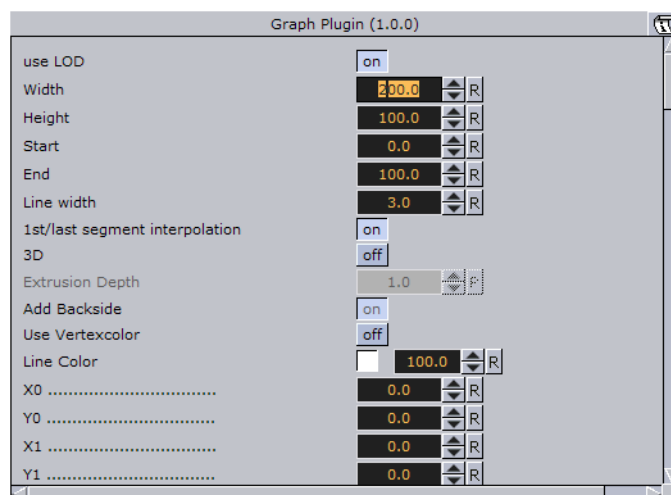 Graph Plugin (1.0.0)
use LOD on
Width 200.0 R
Height 100.0 R
Start 0.0 R
End 100.0 R
Line width 3.0 R
1st/last segment interpolation on
3D off
Extrusion Depth 1.0 R
Add Backside on
Use Vertexcolor off
Line Color 100.0 R
X0 ................................. 0.0 R
Y0 ................................. 0.0 R
X1 ................................. 0.0 R
Y1 ................................. 0.0 R